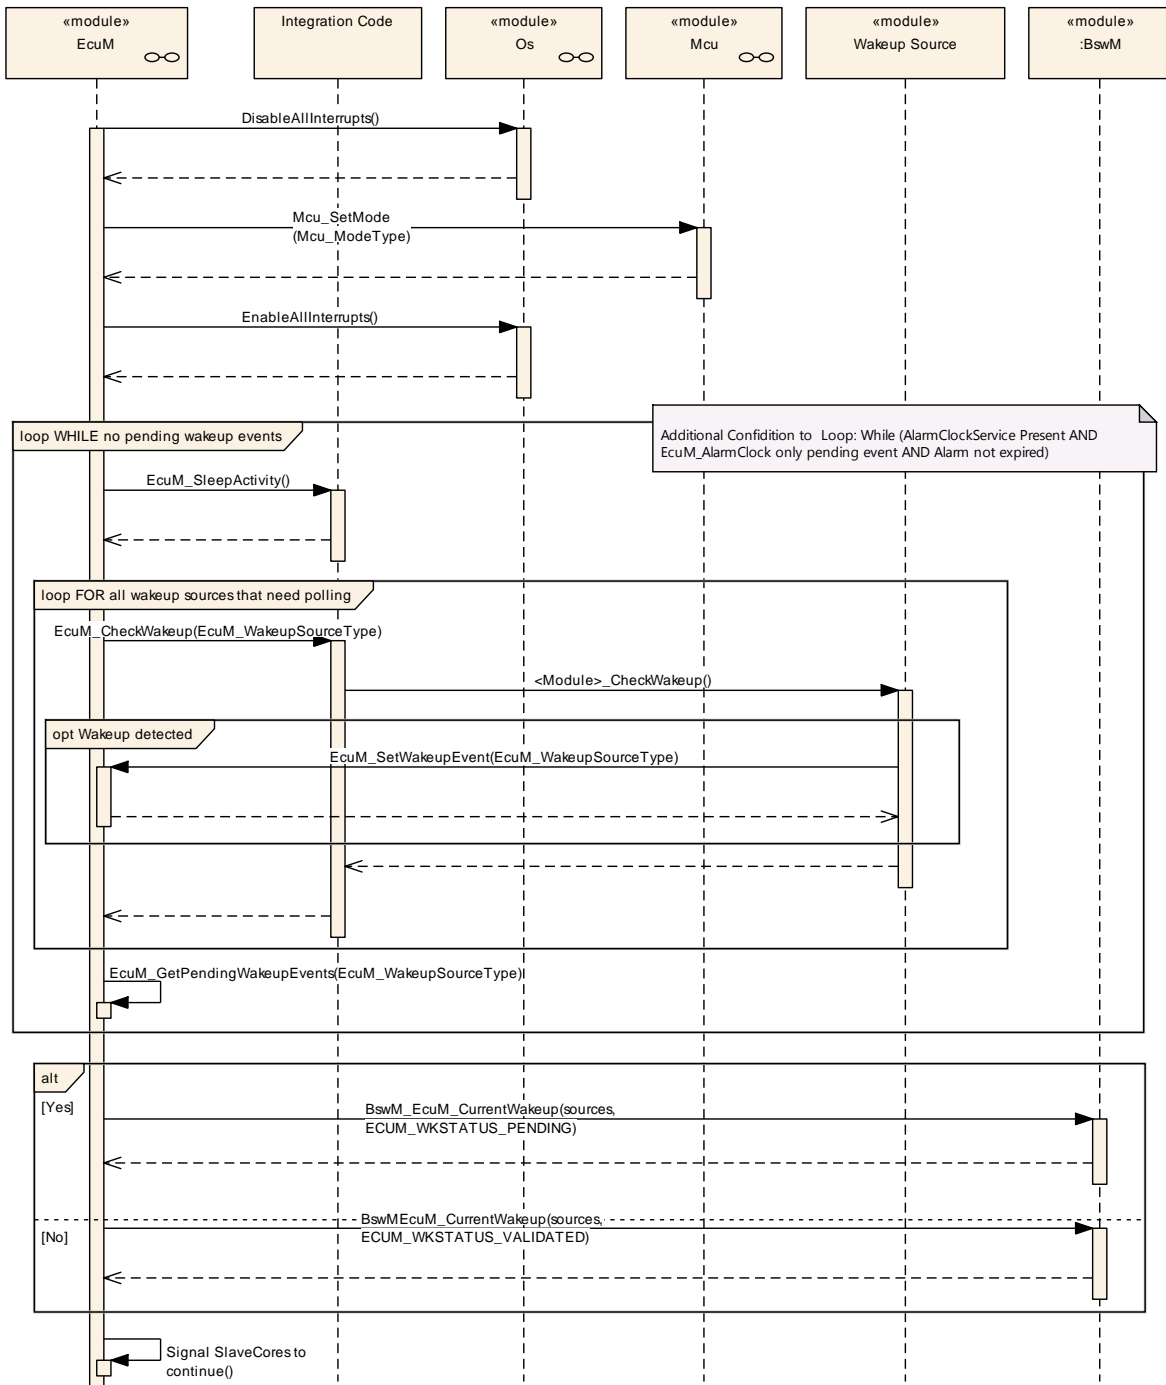 «module»
EcuM
Integration Code
«module»
Os
«module»
Mcu
«module»
Wakeup Source
«module»
:BswM
DisableAllInterrupts()
Mcu_SetMode
(Mcu_ModeType)
EnableAllInterrupts()
loop WHILE no pending wakeup events
Additional Confidition to Loop: While (AlarmClockService Present AND
EcuM_AlarmClock only pending event AND Alarm not expired)
EcuM_SleepActivity()
loop FOR all wakeup sources that need polling
EcuM_CheckWakeup(EcuM_WakeupSourceType)
<Module>_CheckWakeup()
opt Wakeup detected
EcuM_SetWakeupEvent(EcuM_WakeupSourceType)
EcuM_GetPendingWakeupEvents(EcuM_WakeupSourceType)
alt
[Yes]
BswM_EcuM_CurrentWakeup(sources,
ECUM_WKSTATUS_PENDING)
[No]
BswMEcuM_CurrentWakeup(sources,
ECUM_WKSTATUS_VALIDATED)
Signal SlaveCores to
continue()